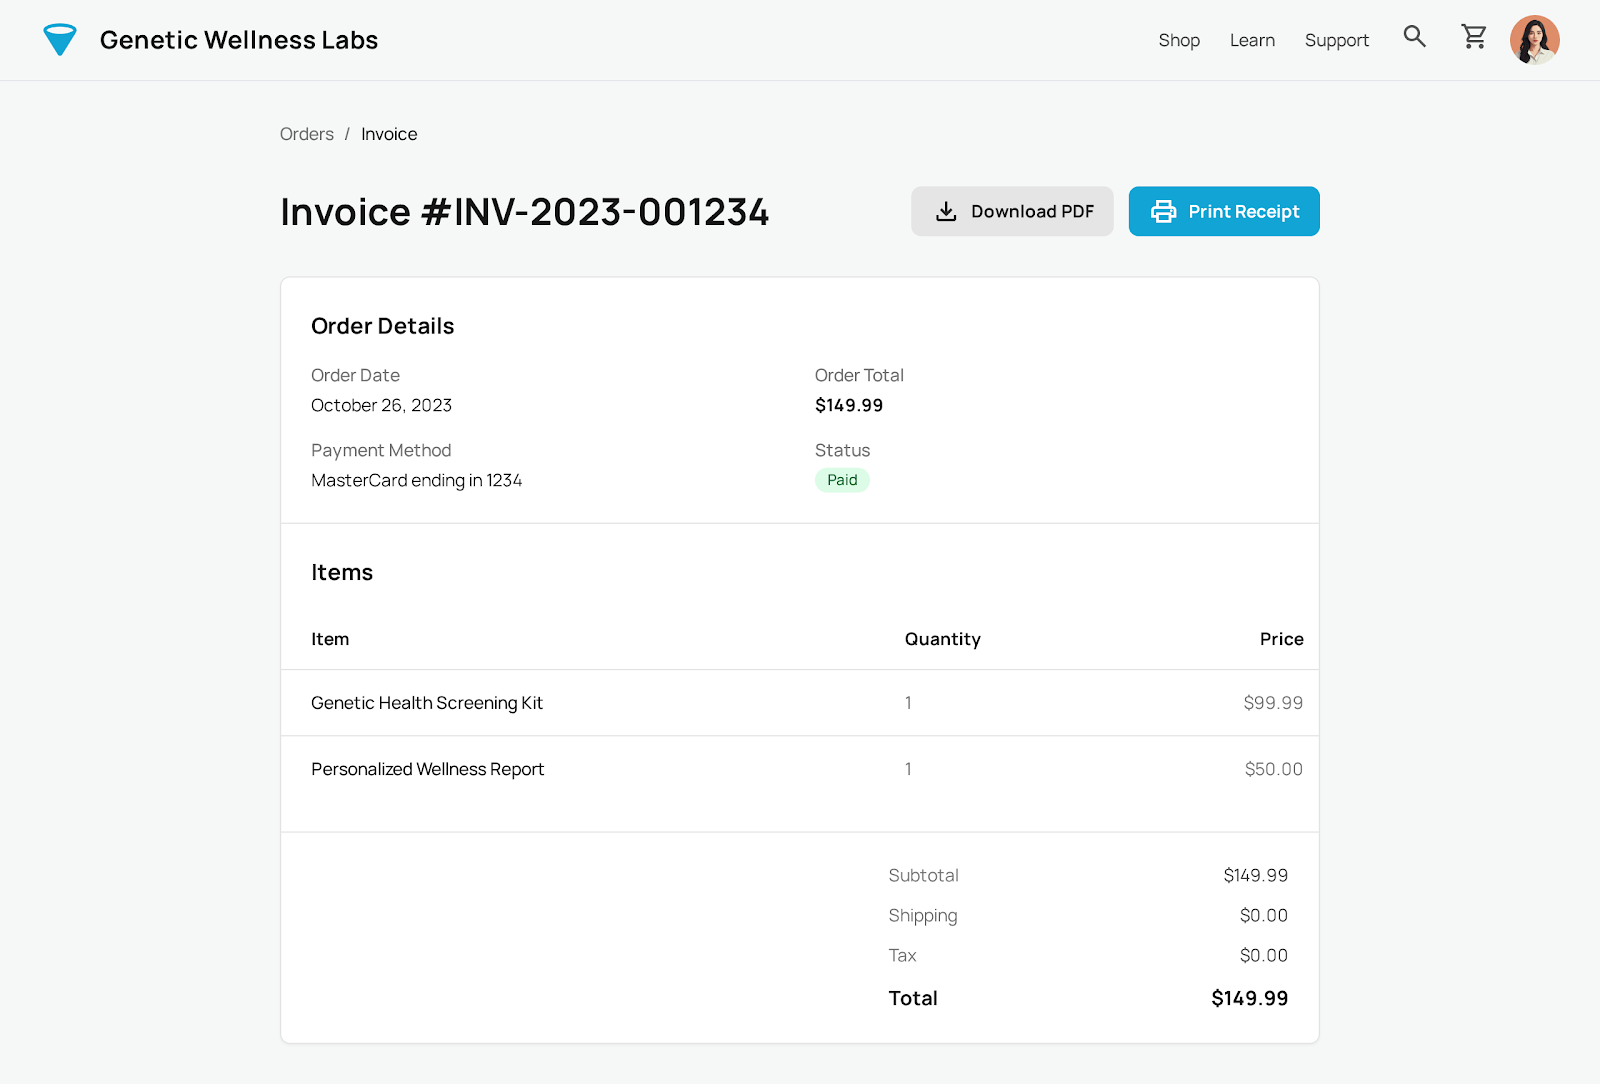 Genetic Wellness Labs
Shop Learn Support
Orders / Invoice
Invoice #INV-2023-001234
Download PDF
Print Receipt
Order Details
Order Date
October 26, 2023
Order Total
$149.99
Payment Method
MasterCard ending in 1234
Status
Paid
Items
Item Quantity Price
Genetic Health Screening Kit 1 $99.99
Personalized Wellness Report 1 $50.00
Subtotal $149.99
Shipping $0.00
Tax $0.00
Total $149.99